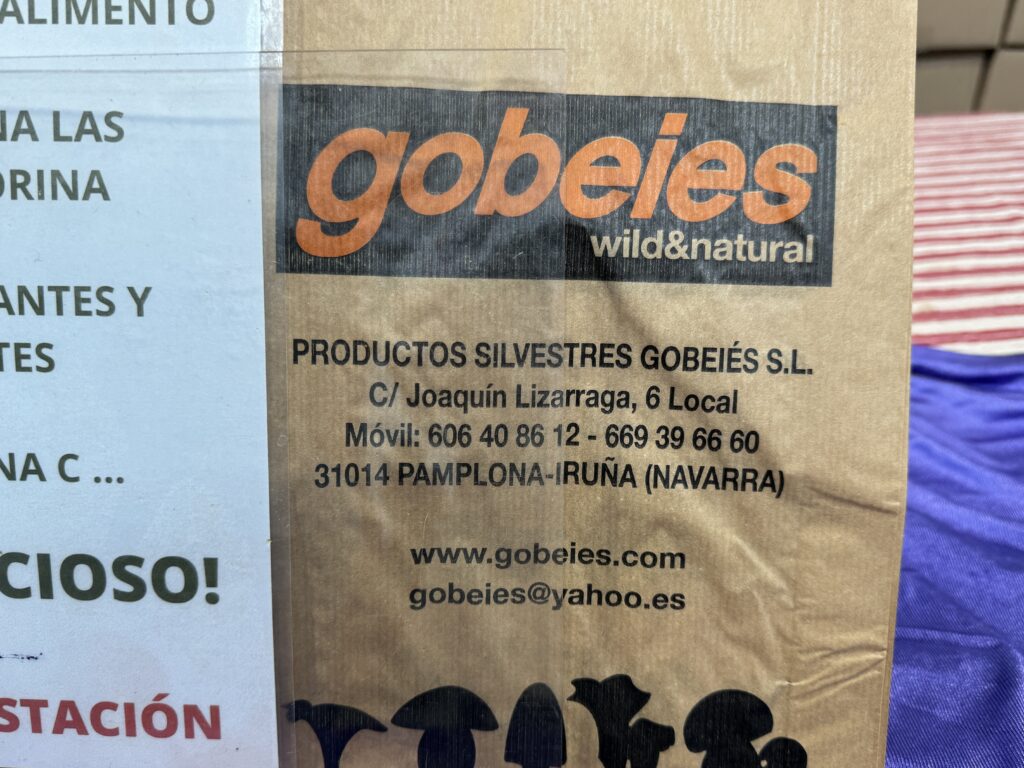 ALIMENTO
NA LAS
ORINA
ANTES Y
TES
NA C ...
CIOSO!
STACIÓN
gobeies
wild&natural
PRODUCTOS SILVESTRES GOBEIÉS S.L.
C/ Joaquín Lizarraga, 6 Local
Móvil: 606 40 86 12 - 669 39 66 60
31014 PAMPLONA-IRUÑA (NAVARRA)
www.gobeies.com
gobeies@yahoo.es